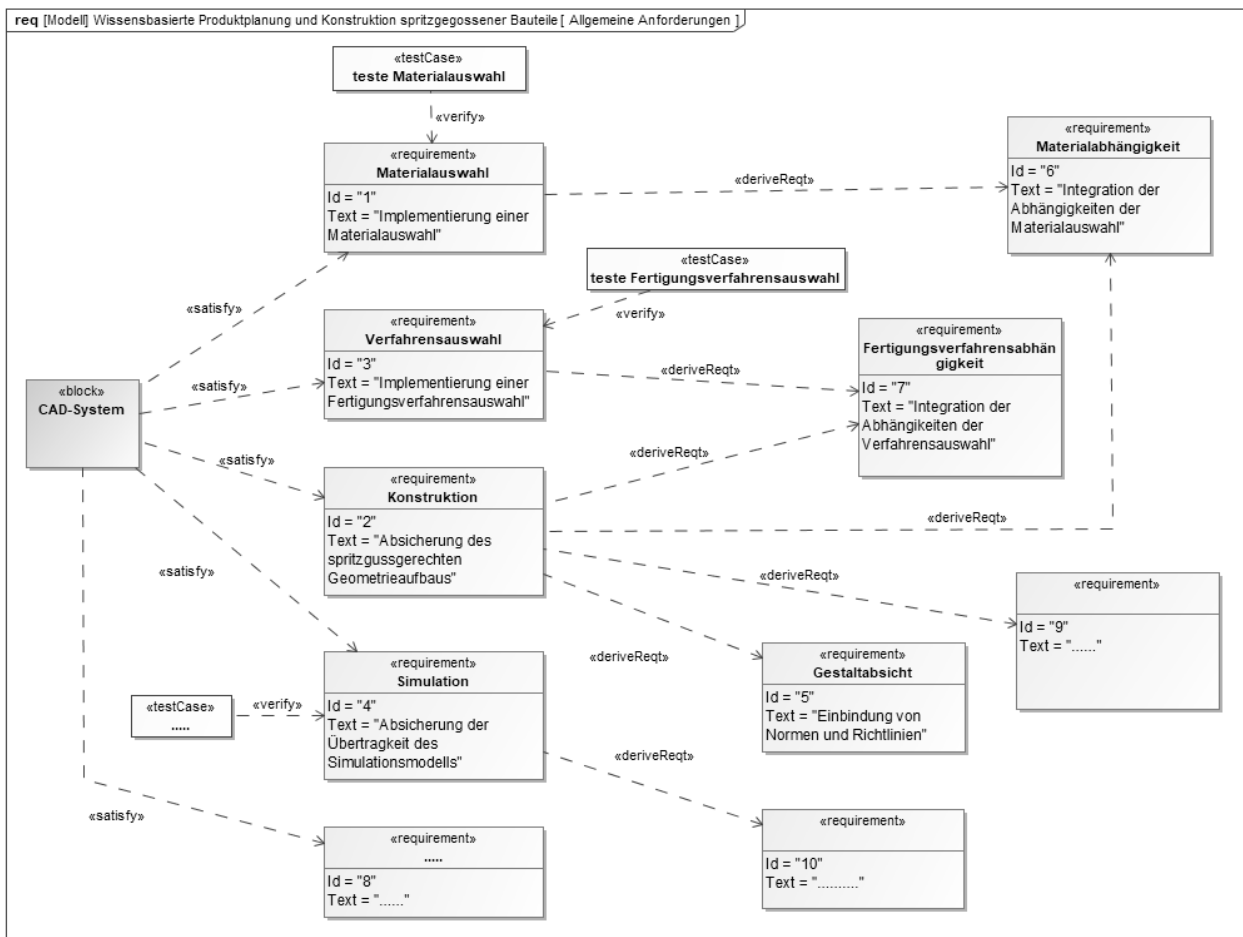 req [Modell] Wissensbasierte Produktplanung und Konstruktion spritzgegossener Bauteile [ Allgemeine Anforderungen ]
«testCase»
teste Materialauswahl
«verify»
«requirement»
Materialauswahl
Id = "1"
Text = "Implementierung einer
Materialauswahl"
«deriveReqt»
«requirement»
Materialabhängigkeit
Id = "6"
Text = "Integration der
Abhängigkeiten der
Materialauswahl"
«testCase»
teste Fertigungsverfahrensauswahl
«verify»
«satisfy»
«requirement»
Verfahrensauswahl
Id = "3"
Text = "Implementierung einer
Fertigungsverfahrensauswahl"
«deriveReqt»
«requirement»
Fertigungsverfahrensabhän
gigkeit
Id = "7"
Text = "Integration der
Abhängikeiten der
Verfahrensauswahl"
«block»
CAD-System
«satisfy»
«satisfy»
«requirement»
Konstruktion
Id = "2"
Text = "Absicherung des
spritzgussgerechten
Geometrieaufbaus"
«deriveReqt»
«deriveReqt»
«deriveReqt»
«requirement»
Id = "9"
Text = "......"
«satisfy»
«deriveReqt»
«requirement»
Gestaltabsicht
Id = "5"
Text = "Einbindung von
Normen und Richtlinien"
«testCase»
.....
«verify»
«requirement»
Simulation
Id = "4"
Text = "Absicherung der
Übertragkeit des
Simulationsmodells"
«deriveReqt»
«satisfy»
«requirement»
.....
Id = "8"
Text = "......"
«requirement»
Id = "10"
Text = ".........."